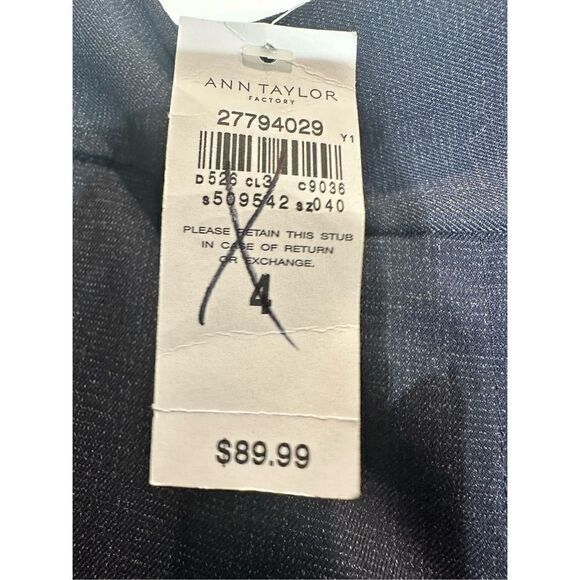 ANN TAYLOR
FACTORY
27794029 Y1
D526 CL3 C9036
S509542 SZ040
PLEASE RETAIN THIS STUB
IN CASE OF RETURN
OR EXCHANGE.
4
$89.99